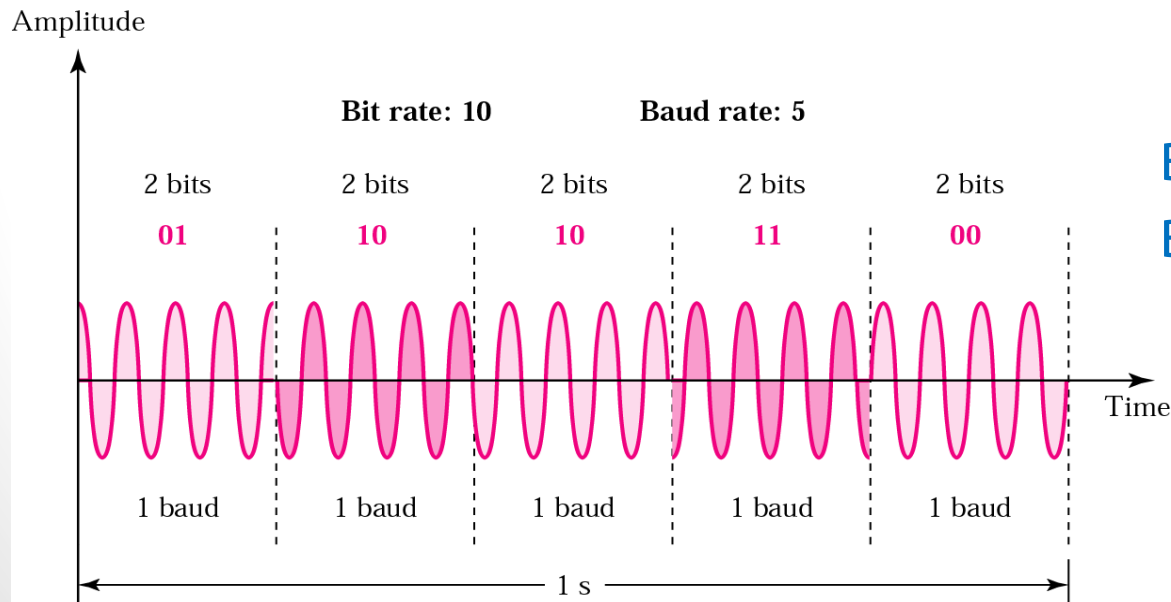 Amplitude
Bit rate: 10 Baud rate: 5
2 bits 2 bits 2 bits 2 bits 2 bits
01 10 10 11 00
Time
1 baud 1 baud 1 baud 1 baud 1 baud
1 s